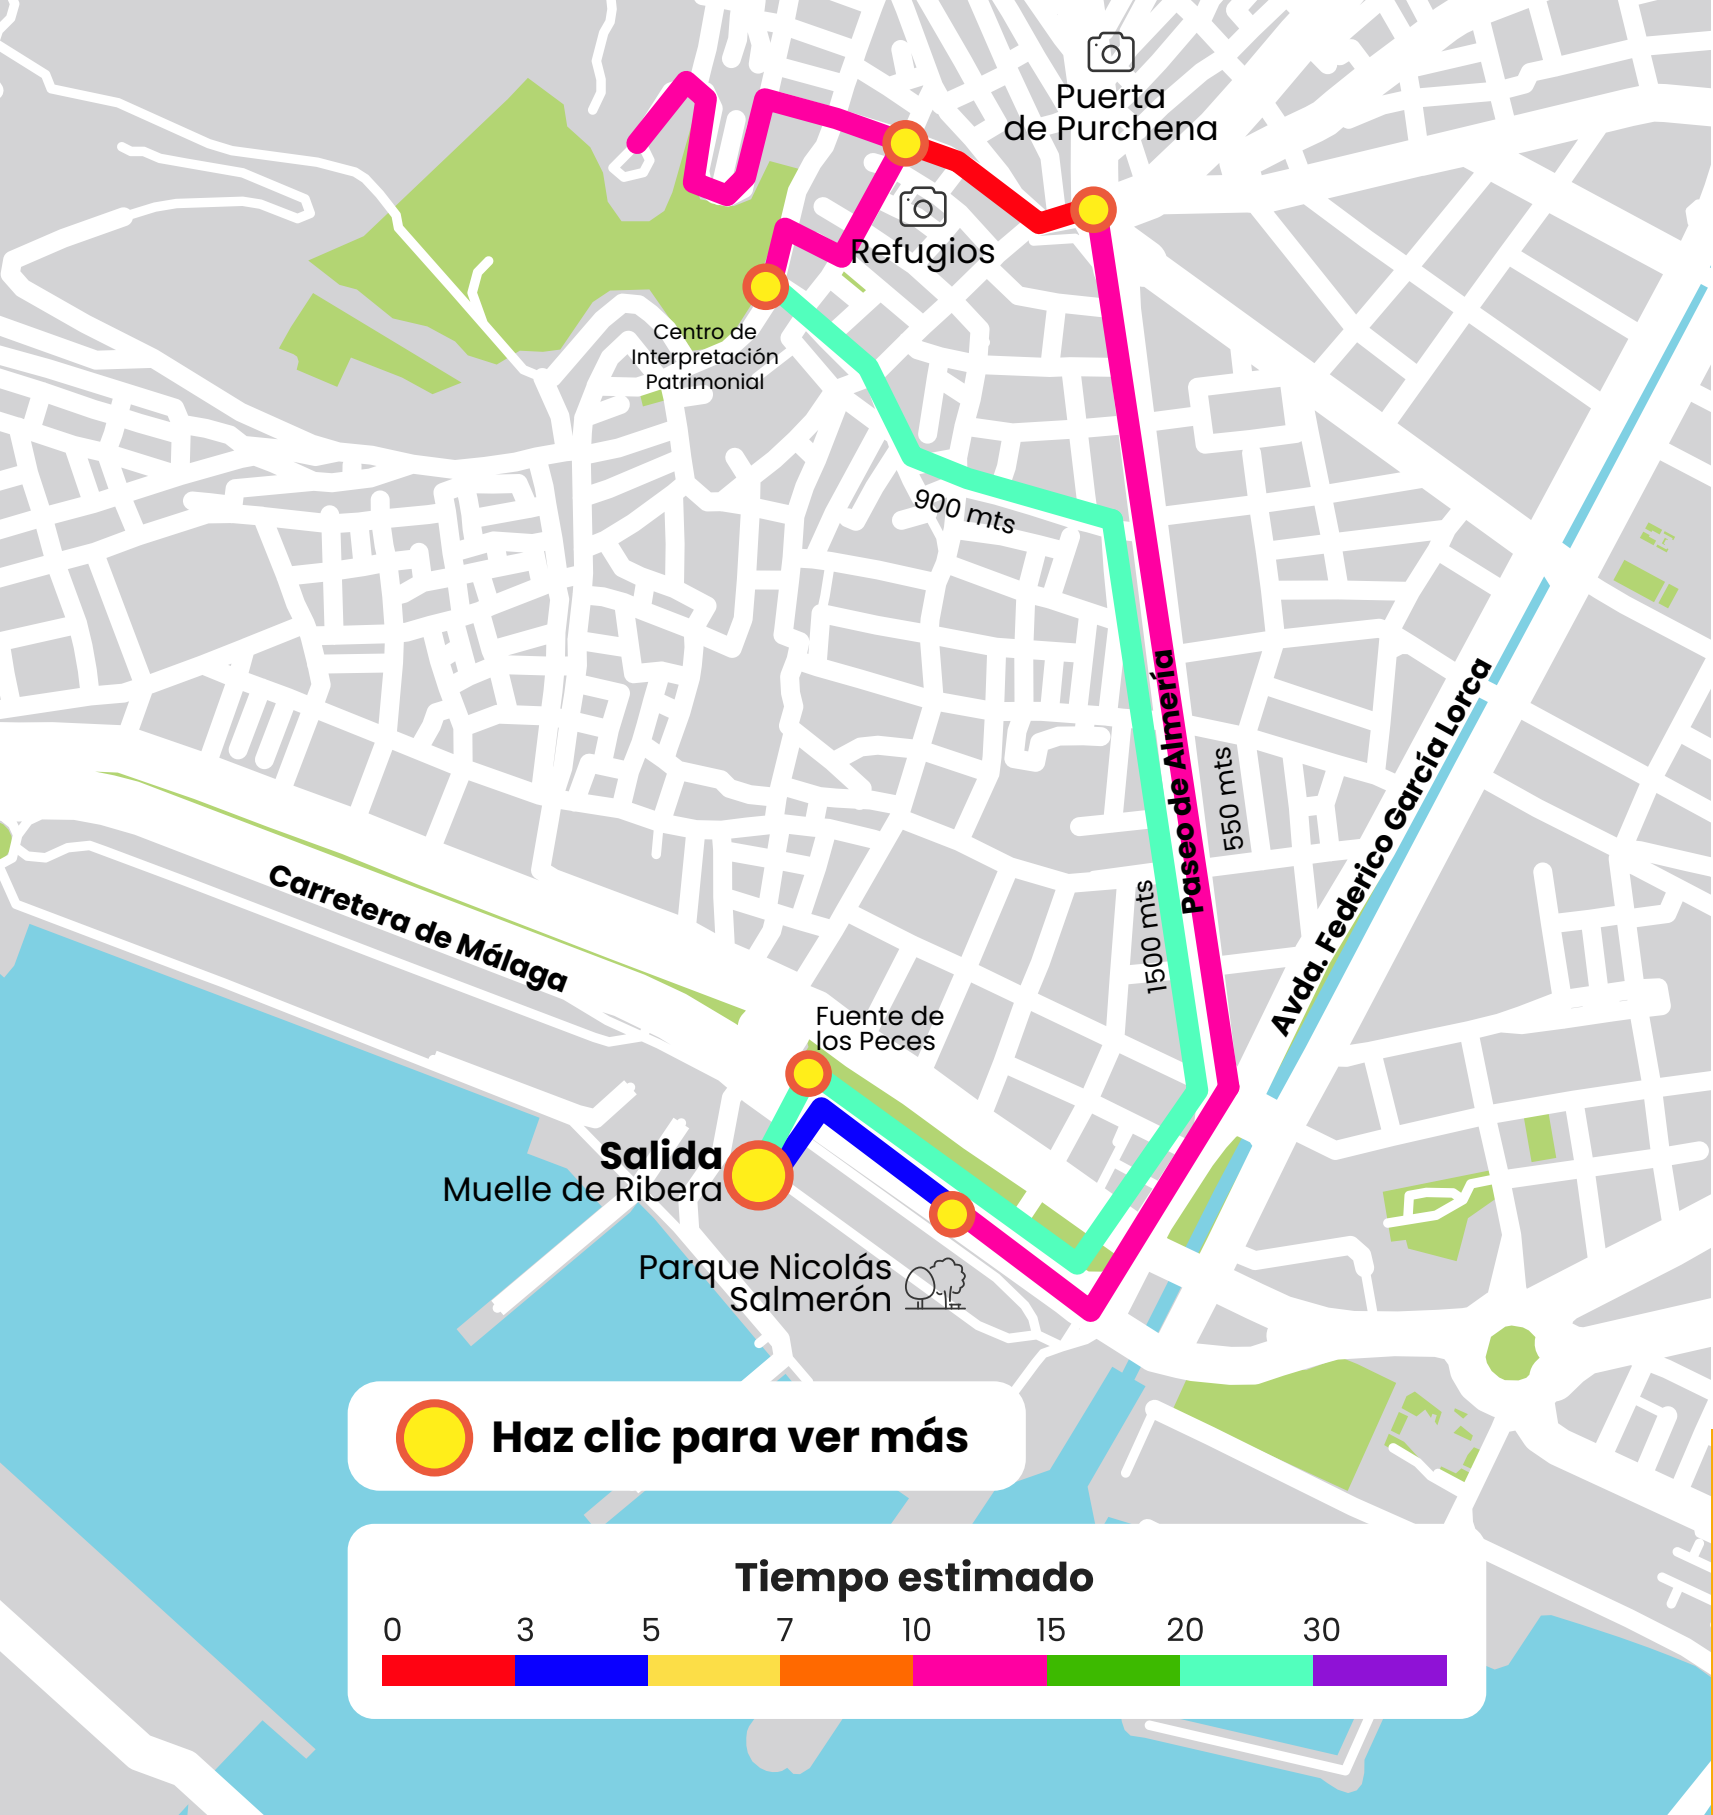 Puerta
de Purchena
Refugios
Centro de
Interpretación
Patrimonial
900 mts
Paseo de Almería
550 mts
1500 mts
Avda. Federico García Lorca
Carretera de Málaga
Fuente de
los Peces
Salida
Muelle de Ribera
Parque Nicolás
Salmerón
Haz clic para ver más
Tiempo estimado
0 3 5 7 10 15 20 30